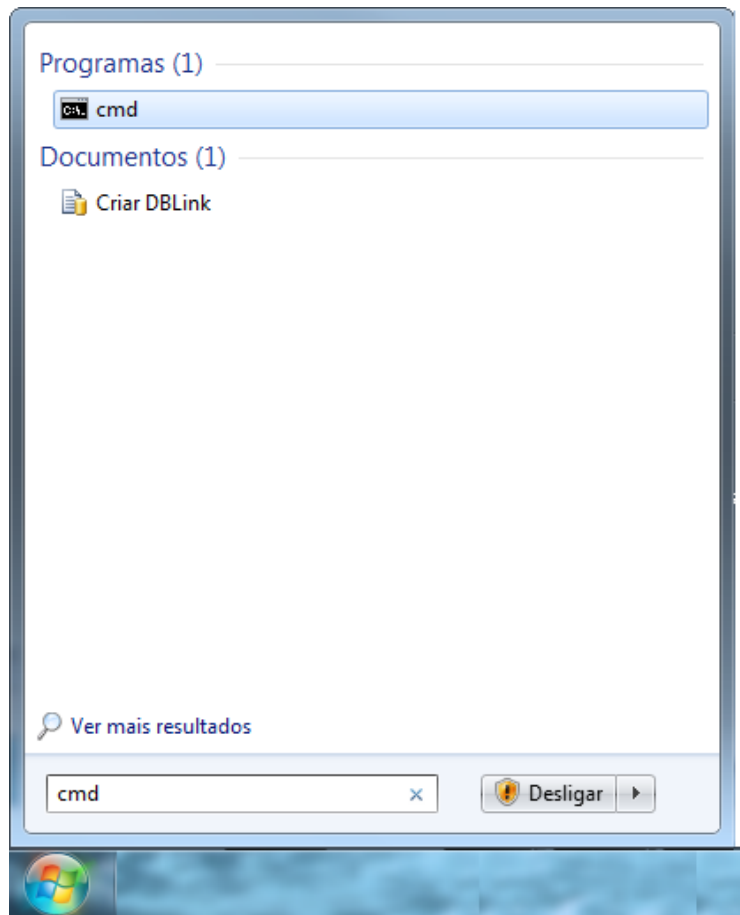 Programas (1)
C:\.
cmd
Documentos (1)
Criar DBLink
Ver mais resultados
cmd
Desligar